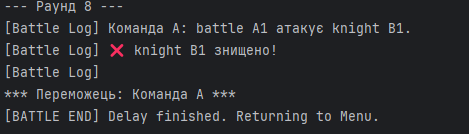 --- Раунд 8 ---
[Battle Log] Команда A: battle A1 атакує knight B1.
[Battle Log] ❌ knight B1 знищено!
[Battle Log]
*** Переможець: Команда A ***
[BATTLE END] Delay finished. Returning to Menu.